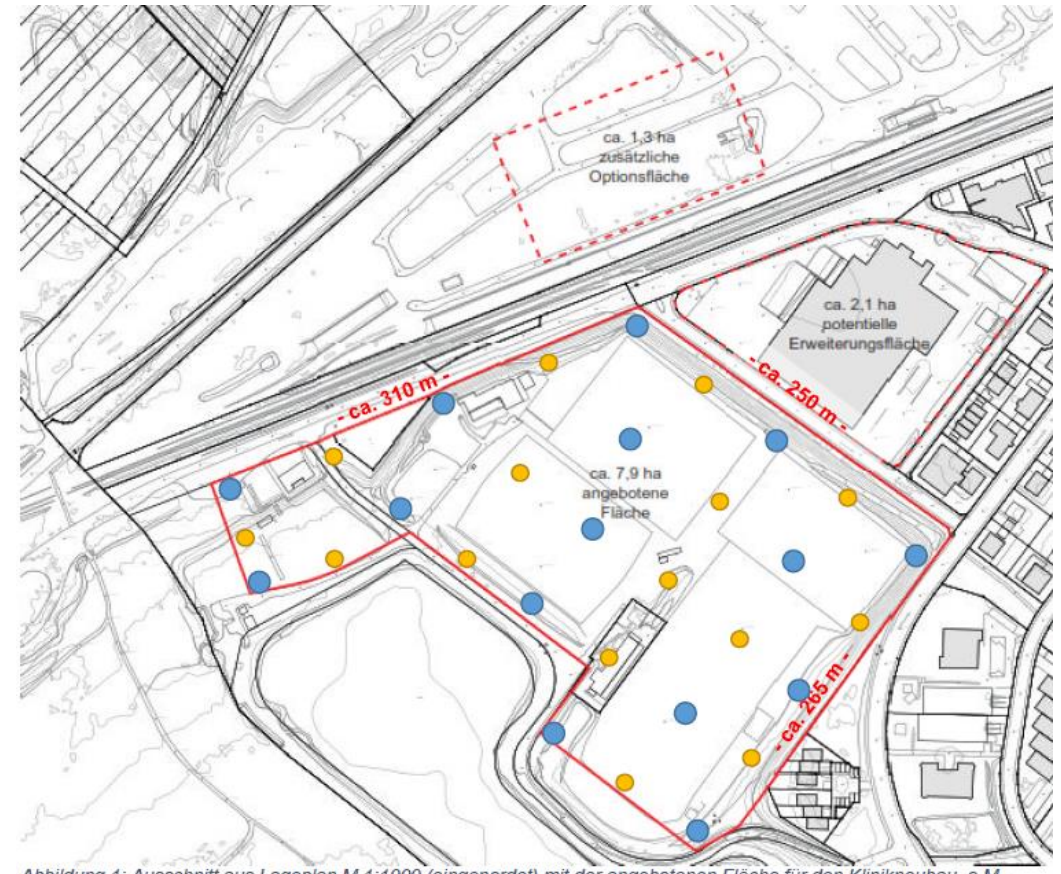 ca. 1,3 ha
zusätzliche
Optionsfläche
ca. 2,1 ha
potentielle
Erweiterungsfläche
- ca. 310 m -
- ca. 250 m -
ca. 7,9 ha
angebotene
Fläche
- ca. 265 m -
Abbildung 1: Ausschnitt aus Lageplan M 1:1000 (eingenordet) mit der angebotenen Fläche für den Klinikneubau, o.M.